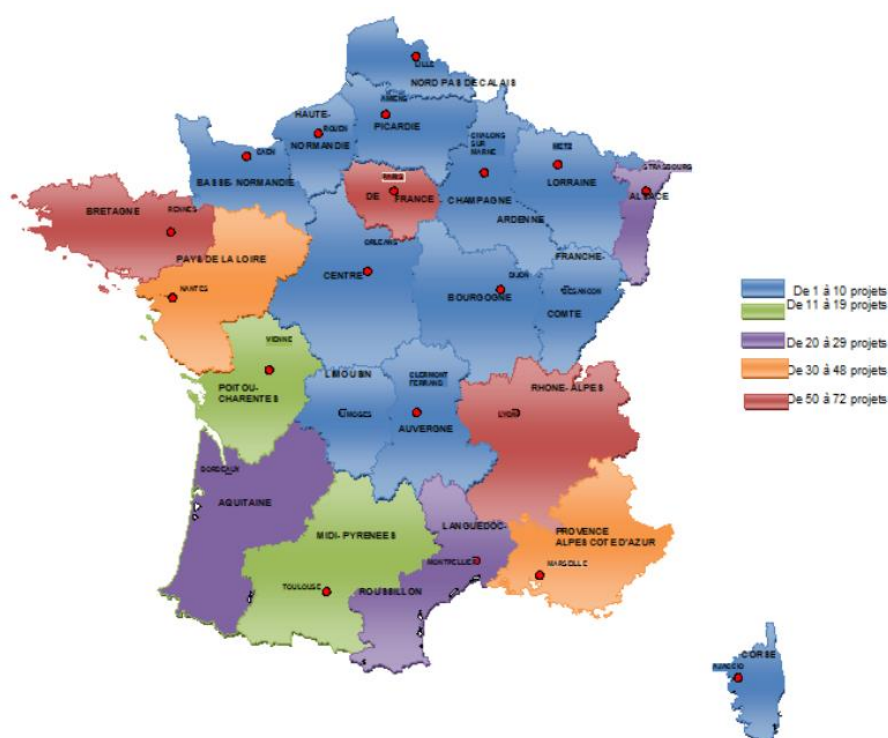 LILLE
NORD PAS DE CALAIS
AMIENS
HAUTE-
ROUEN
PICARDIE
NORMANDIE
CHALONS
SUR
MARNE
METZ
CAEN
BASSE- NORMANDIE
STRASBOURG
LORRAINE
ALSACE
PARIS
DE FRANCE-
CHAMPAGNE
ARDENNE
BRETAGNE
RENNES
PAYS DE LA LOIRE
ORLEANS
CENTRE
FRANCHE-
DIJON
BOURGOGNE
BESANCON
COMTE
NANTES
De 1 à 10 projets
De 11 à 19 projets
De 20 à 29 projets
De 30 à 48 projets
De 50 à 72 projets
VIENNE
POITOU-
CHARENTES
LIMOUSIN
LIMOGES
CLERMONT
FERRAND
AUVERGNE
RHONE- ALPES
LYON
BORDEAUX
AQUITAINE
MIDI- PYRENEES
LANGUEDOC-
PROVENCE
ALPES COTE D'AZUR
MONTPELLIER
MARSEILLE
TOULOUSE
ROUSSILLON
CORSE
AJACCIO